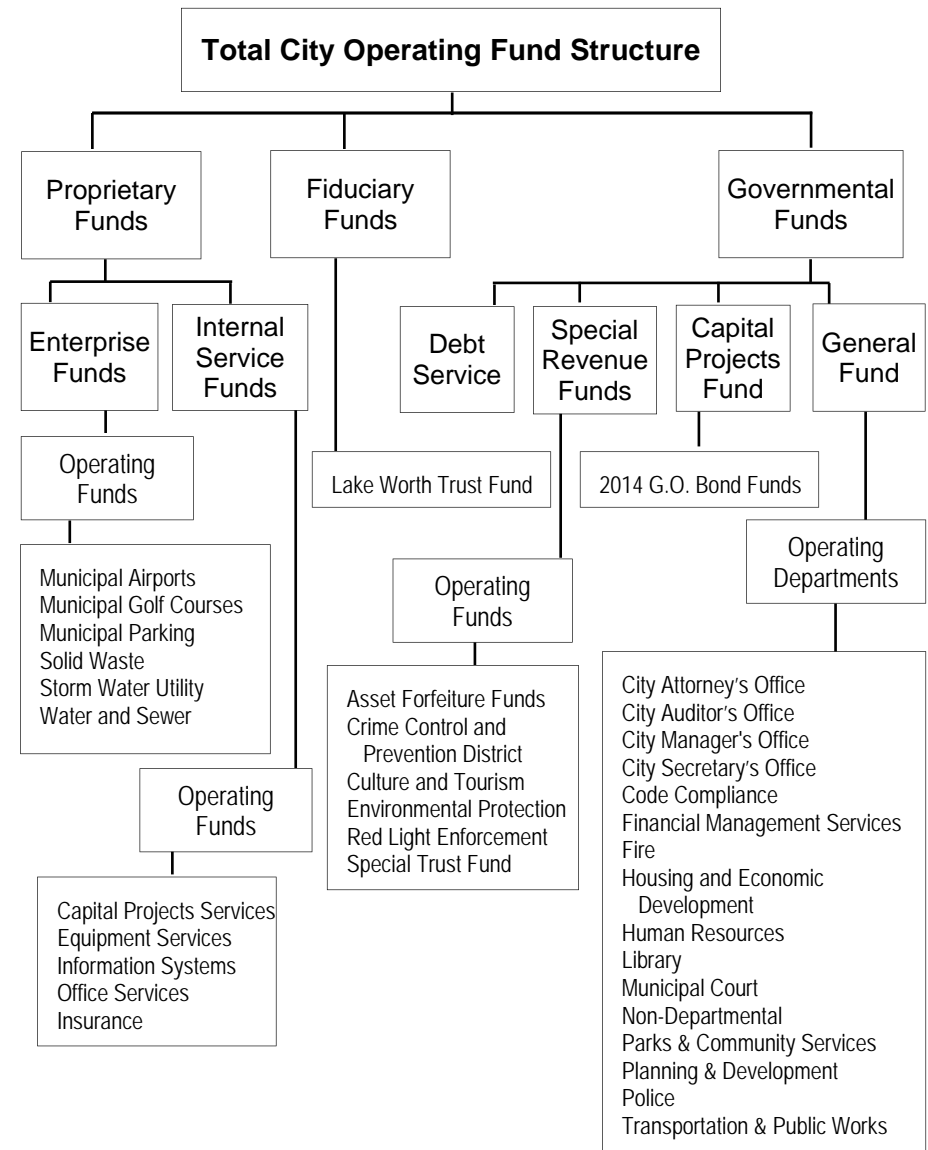 Total City Operating Fund Structure
Proprietary
Funds
Fiduciary
Funds
Governmental
Funds
Enterprise
Funds
Internal
Service
Funds
Debt
Service
Special
Revenue
Funds
Capital
Projects
Fund
General
Fund
Operating
Funds
Lake Worth Trust Fund
2014 G.O. Bond Funds
Operating
Departments
Municipal Airports
Municipal Golf Courses
Municipal Parking
Solid Waste
Storm Water Utility
Water and Sewer
Operating
Funds
Asset Forfeiture Funds
Crime Control and
Prevention District
Culture and Tourism
Environmental Protection
Red Light Enforcement
Special Trust Fund
City Attorney’s Office
City Auditor’s Office
City Manager's Office
City Secretary’s Office
Code Compliance
Financial Management Services
Fire
Housing and Economic
Development
Human Resources
Library
Municipal Court
Non-Departmental
Parks & Community Services
Planning & Development
Police
Transportation & Public Works
Operating
Funds
Capital Projects Services
Equipment Services
Information Systems
Office Services
Insurance